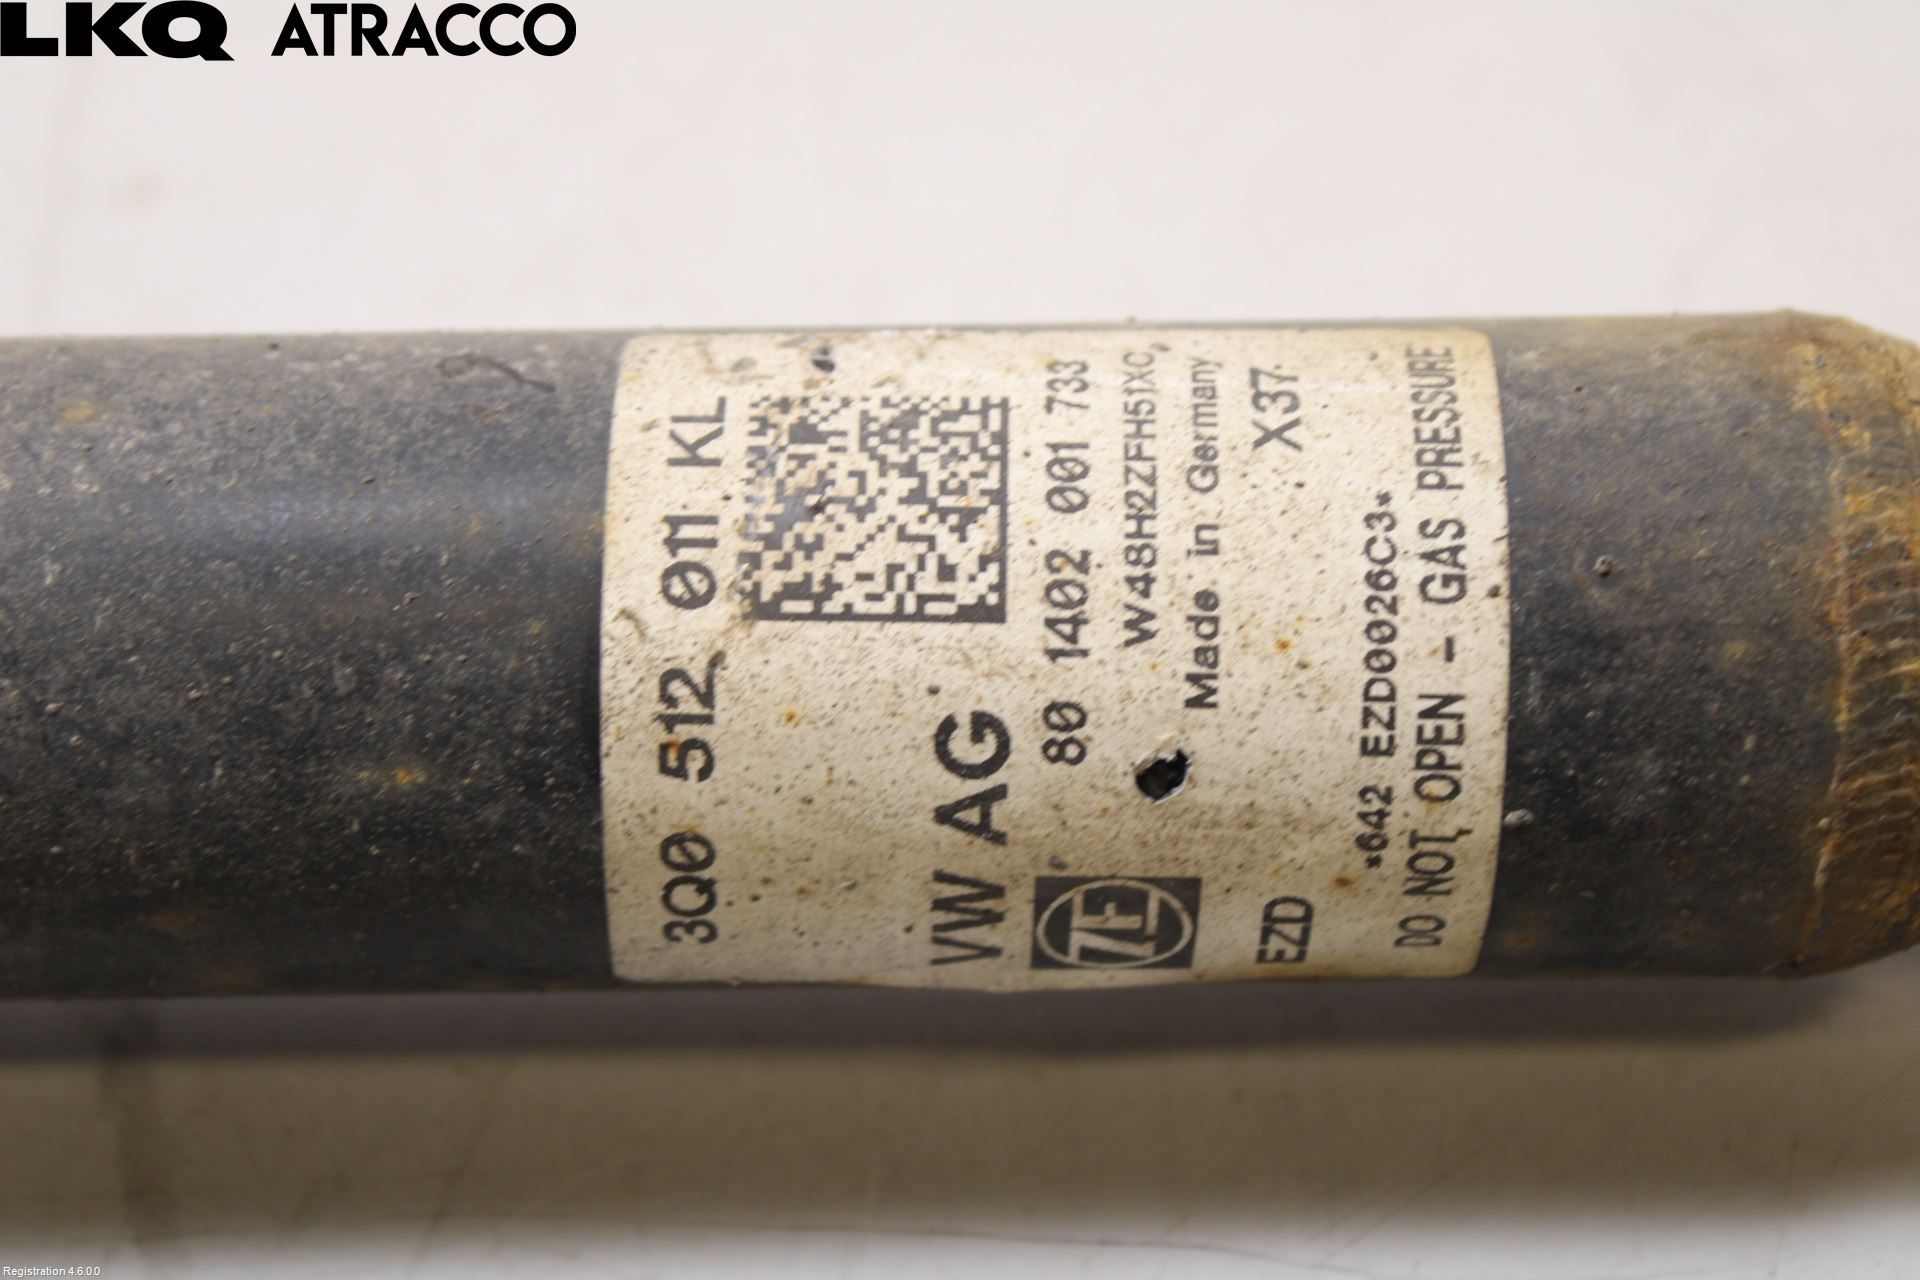 LKQ ATRACCO
3Q0 512 011 KL
VW AG
80 1402 001 733
W48H2ZFH51XC
Made in Germany
ZF
EZD X37
*642 EZD0026C3*
DO NOT OPEN - GAS PRESSURE
Registration 4.6.0.0